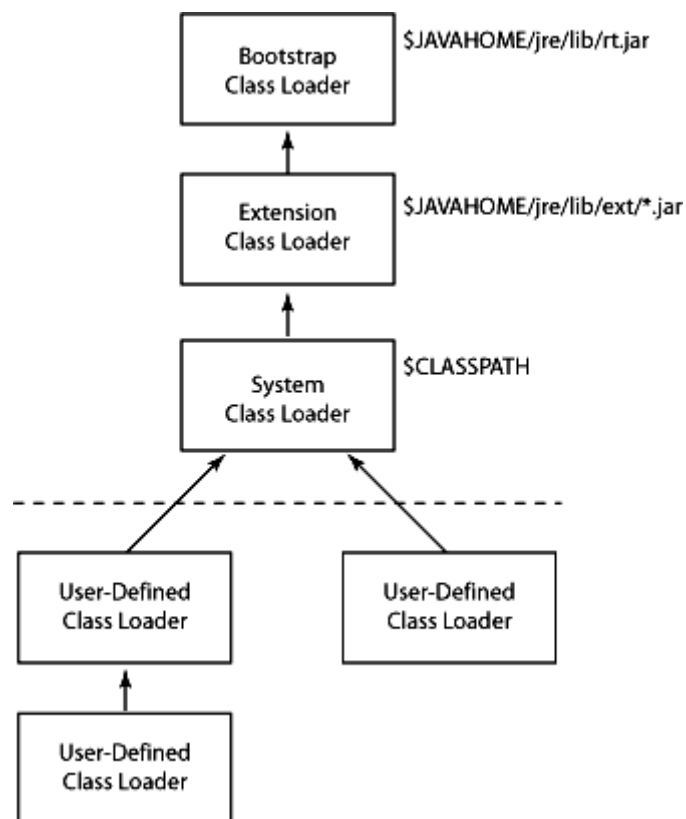 Bootstrap
Class Loader
$JAVAHOME/jre/lib/rt.jar
Extension
Class Loader
$JAVAHOME/jre/lib/ext/*.jar
System
Class Loader
$CLASSPATH
User-Defined
Class Loader
User-Defined
Class Loader
User-Defined
Class Loader